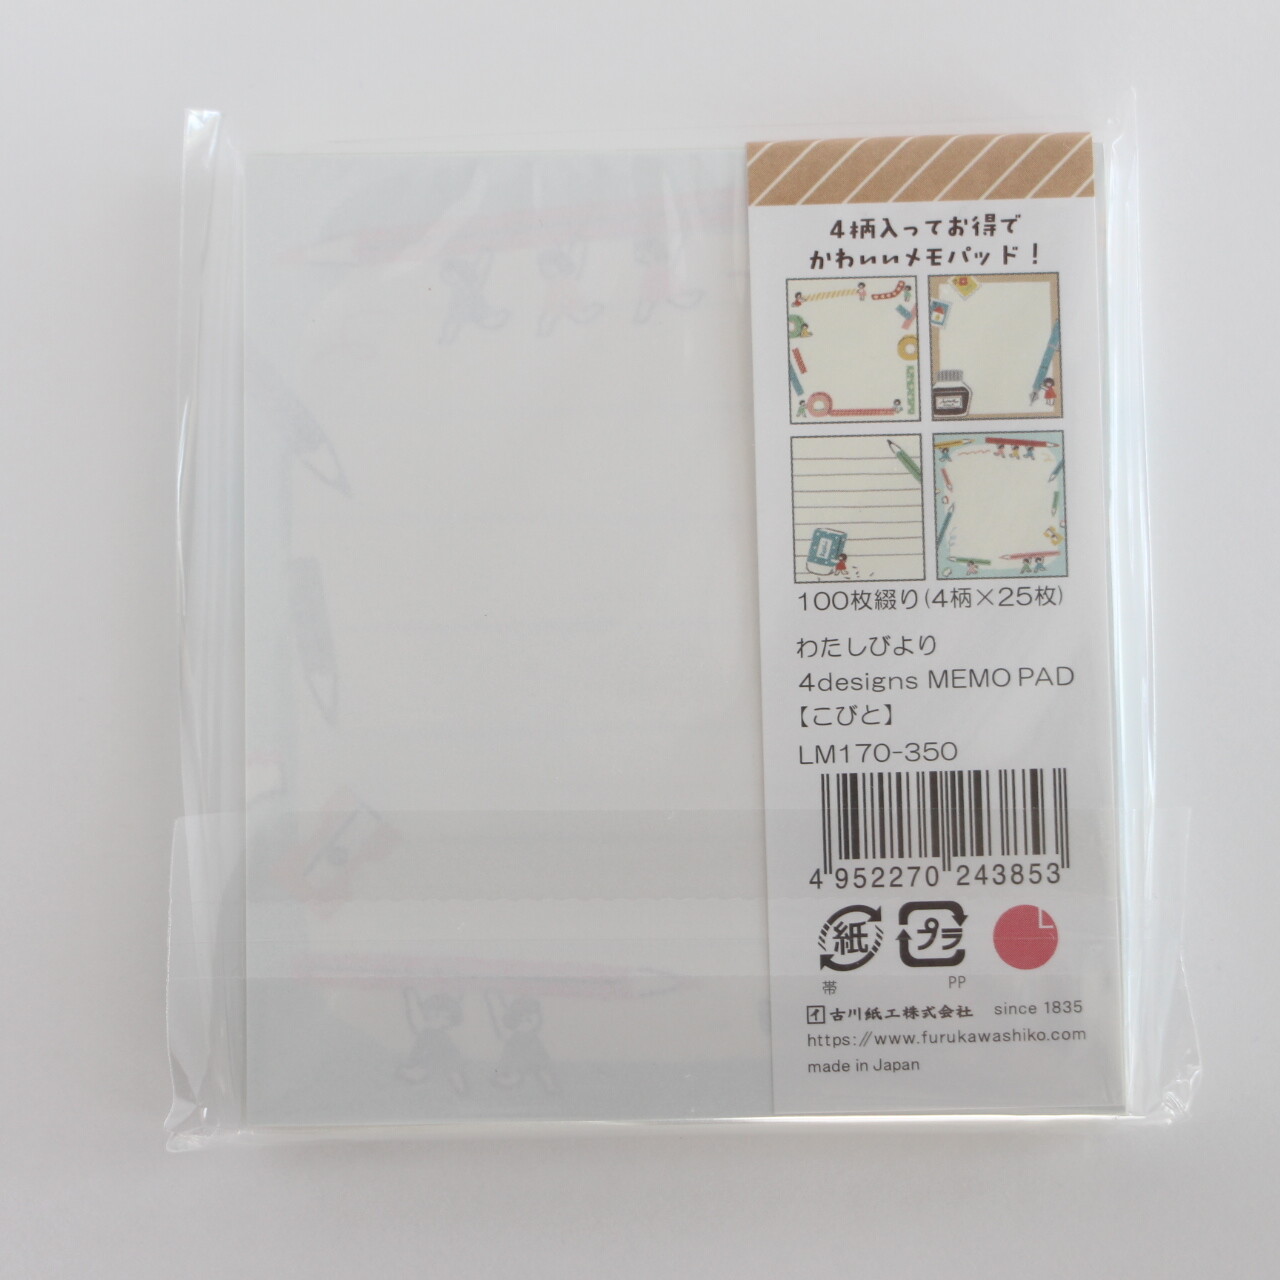 4柄入ってお得で
かわいいメモパッド!
100枚綴り(4柄×25枚)
わたしびより
4designs MEMO PAD
【こびと】
LM170-350
4 952270 243853
紙 プラ
帯 PP
古川紙工株式会社 since 1835
https://www.furukawashiko.com
made in Japan